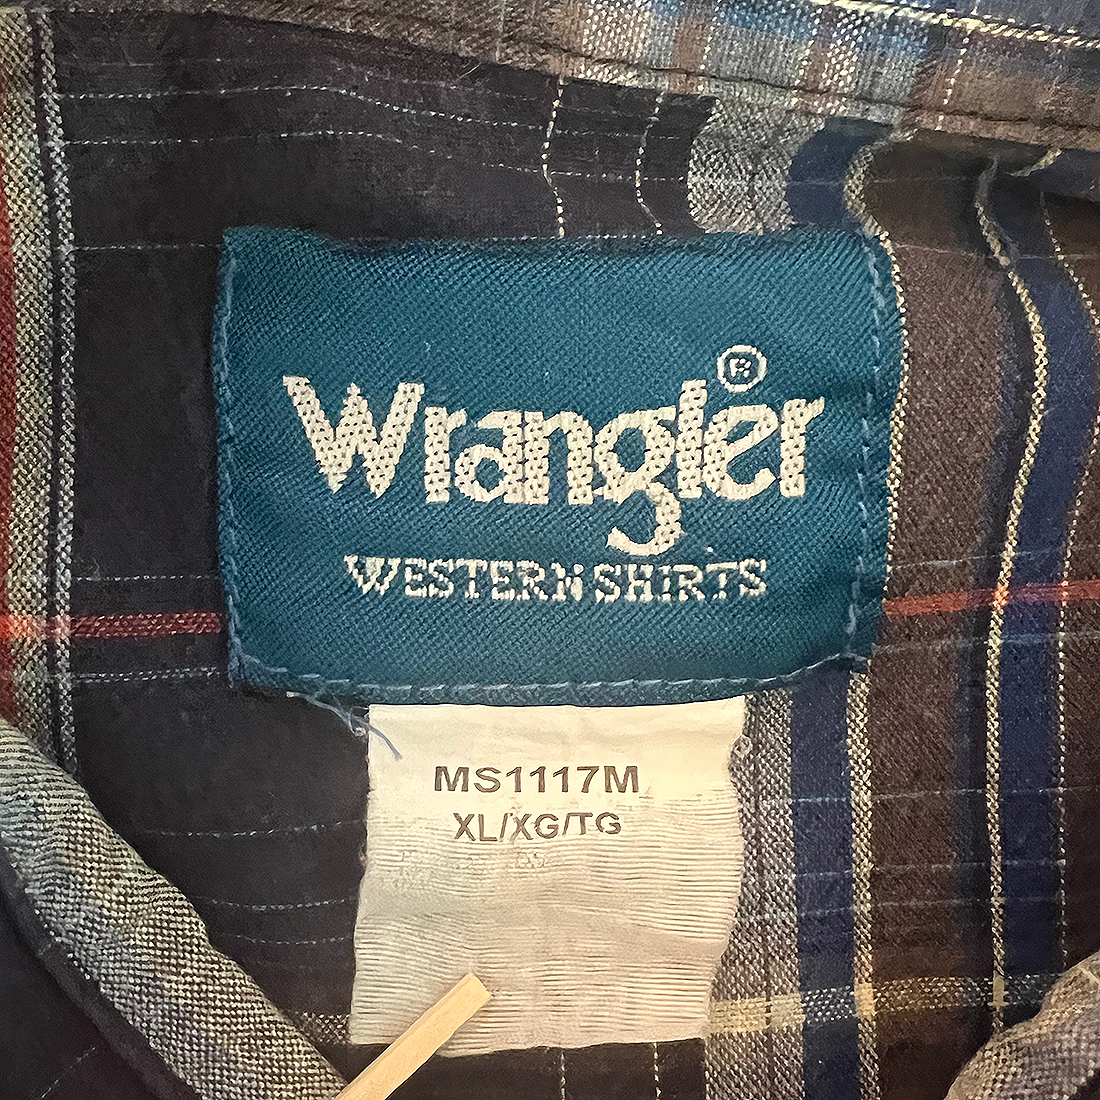 Wrangler®
WESTERN SHIRTS
MS1117M
XL/XG/TG